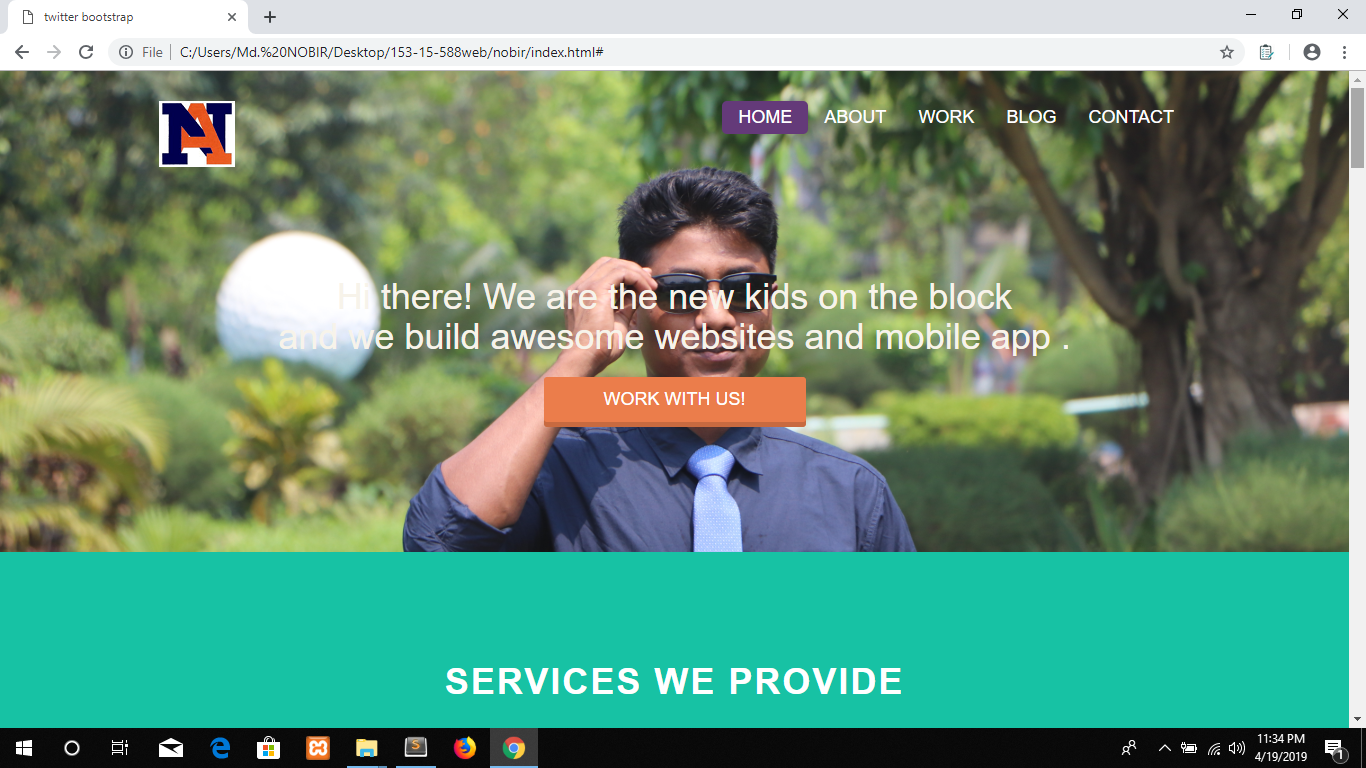 twitter bootstrap
File
C:/Users/Md.%20NOBIR/Desktop/153-15-588web/nobir/index.html#
NA
HOME ABOUT WORK BLOG CONTACT
Hi there! We are the new kids on the block
and we build awesome websites and mobile app .
WORK WITH US!
SERVICES WE PROVIDE
11:34 PM
4/19/2019
1